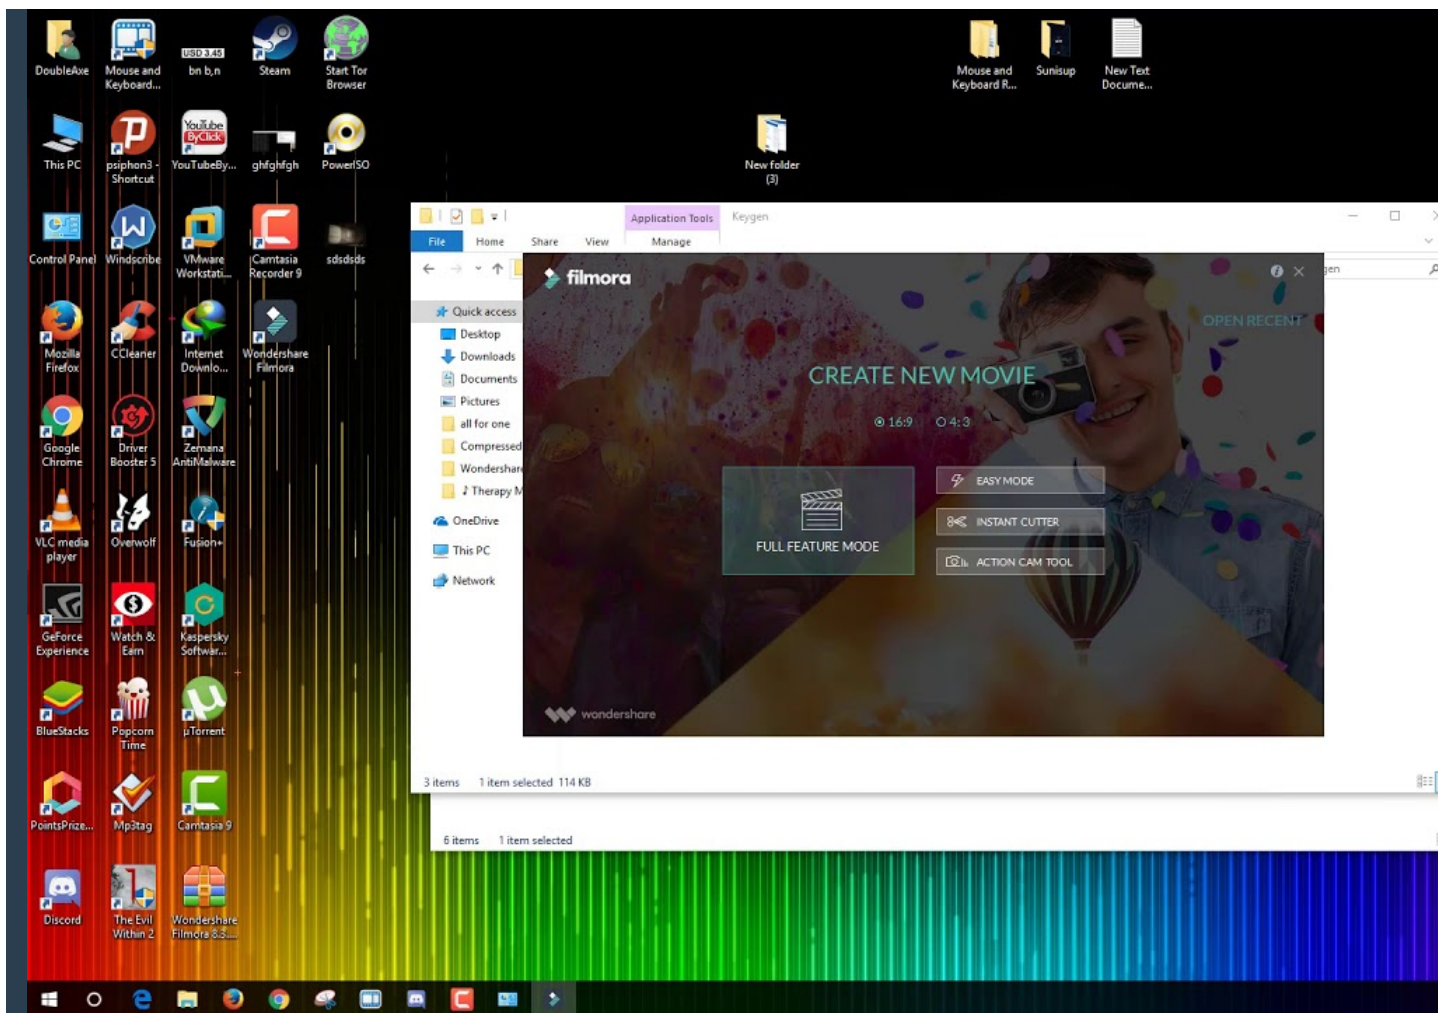 DoubleAxe
Mouse and
Keyboard...
USD 3.45
bn b,n
Steam
Start Tor
Browser
Mouse and
Keyboard R...
Sunisup
New Text
Docume...
This PC
psiphon3 -
Shortcut
YouTube
ByClick
YouTubeBy...
ghfghfgh
PowerISO
New folder
(3)
Control Panel
Windscribe
VMware
Workstati...
Camtasia
Recorder 9
sdsdsds
Application Tools
Keygen
File
Home
Share
View
Manage
gen
filmora
OPEN RECENT
CREATE NEW MOVIE
16:9
4:3
FULL FEATURE MODE
EASY MODE
INSTANT CUTTER
ACTION CAM TOOL
wondershare
Quick access
Desktop
Downloads
Documents
Pictures
all for one
Compressed
Wondershare
Therapy M
OneDrive
This PC
Network
3 items
1 item selected 114 KB
6 items
1 item selected
Mozilla
Firefox
CCleaner
Internet
Downlo...
Wondershare
Filmora
Google
Chrome
Driver
Booster 5
Zemana
AntiMalware
VLC media
player
Overwolf
Fusion+
GeForce
Experience
Watch &
Earn
Kaspersky
Softwar...
BlueStacks
Popcorn
Time
µTorrent
PointsPrize...
Mp3tag
Camtasia 9
Discord
The Evil
Within 2
Wondershare
Filmora 8.3....